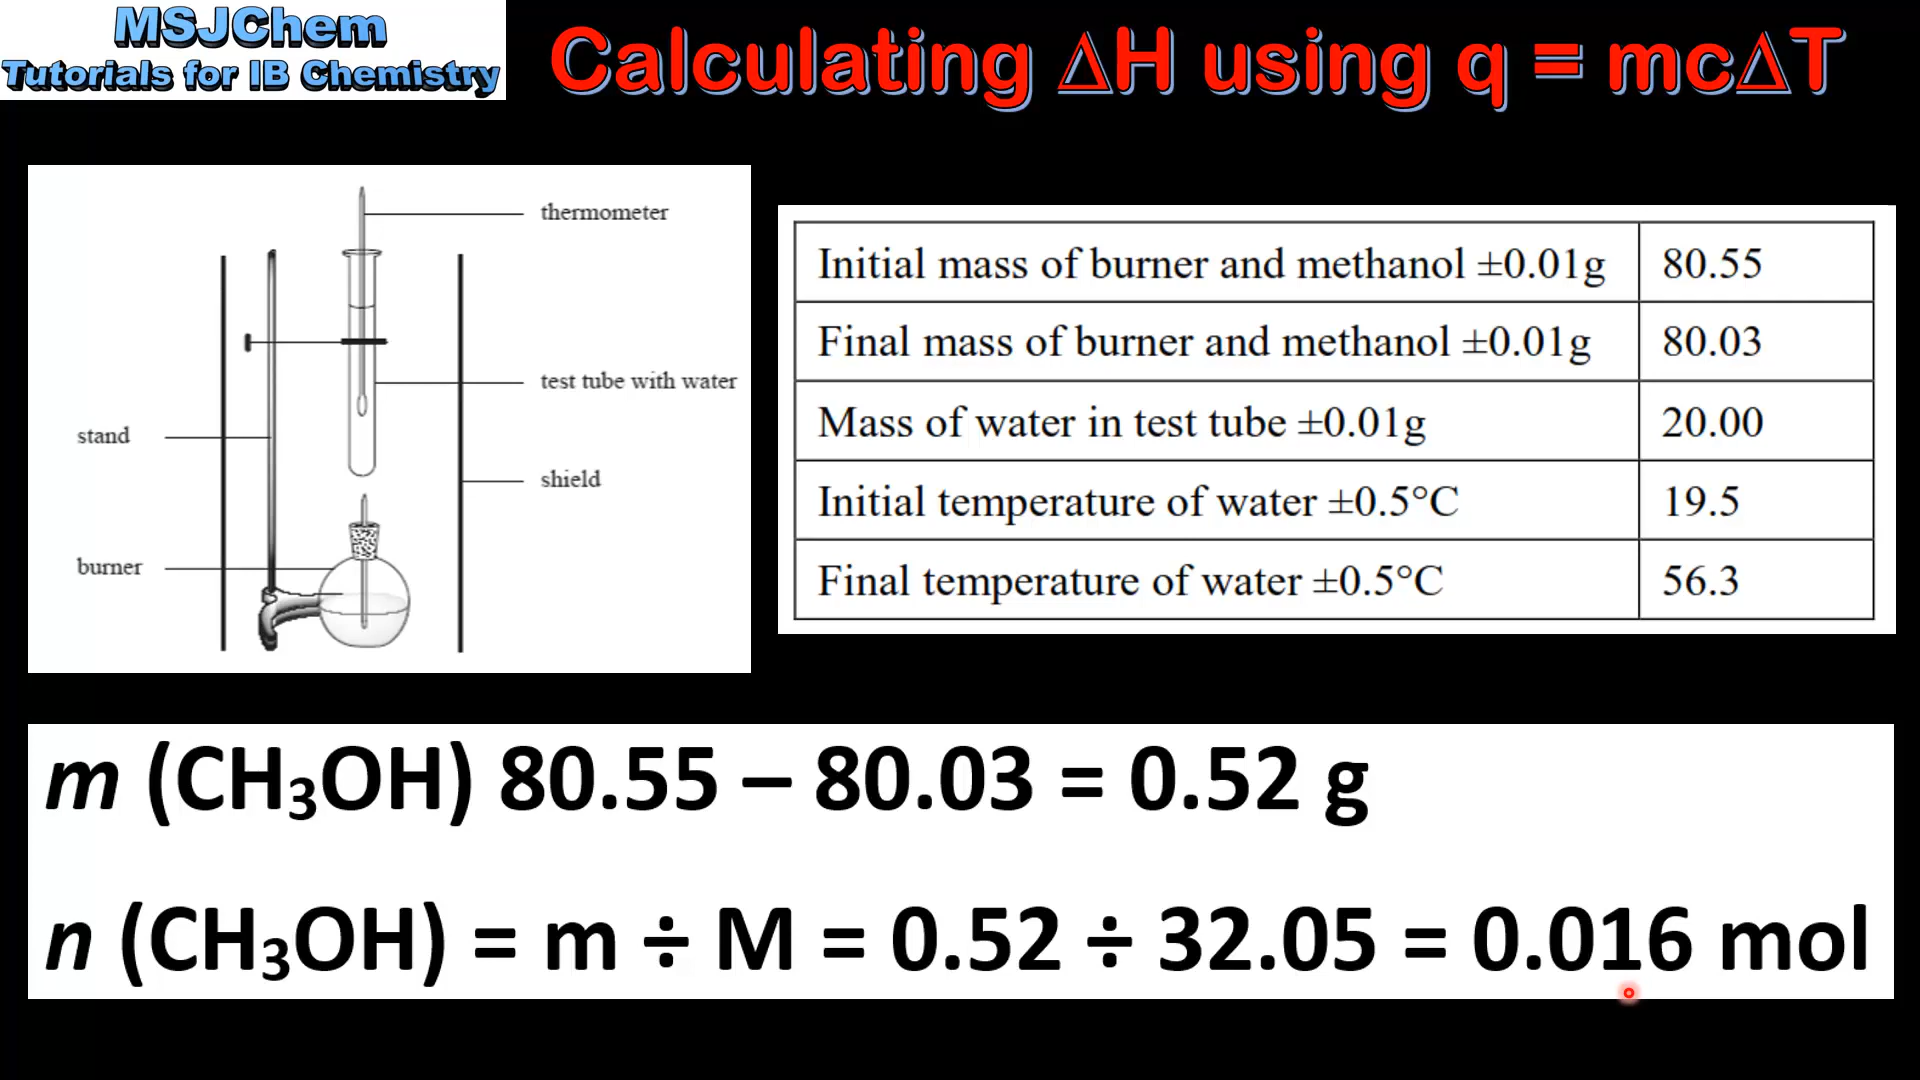 MSJChem
Tutorials for IB Chemistry
Calculating ΔH using q = mcΔT
thermometer
test tube with water
stand
shield
burner
Initial mass of burner and methanol ±0.01g 80.55
Final mass of burner and methanol ±0.01g 80.03
Mass of water in test tube ±0.01g 20.00
Initial temperature of water ±0.5°C 19.5
Final temperature of water ±0.5°C 56.3
m (CH₃OH) 80.55 – 80.03 = 0.52 g
n (CH₃OH) = m ÷ M = 0.52 ÷ 32.05 = 0.016 mol